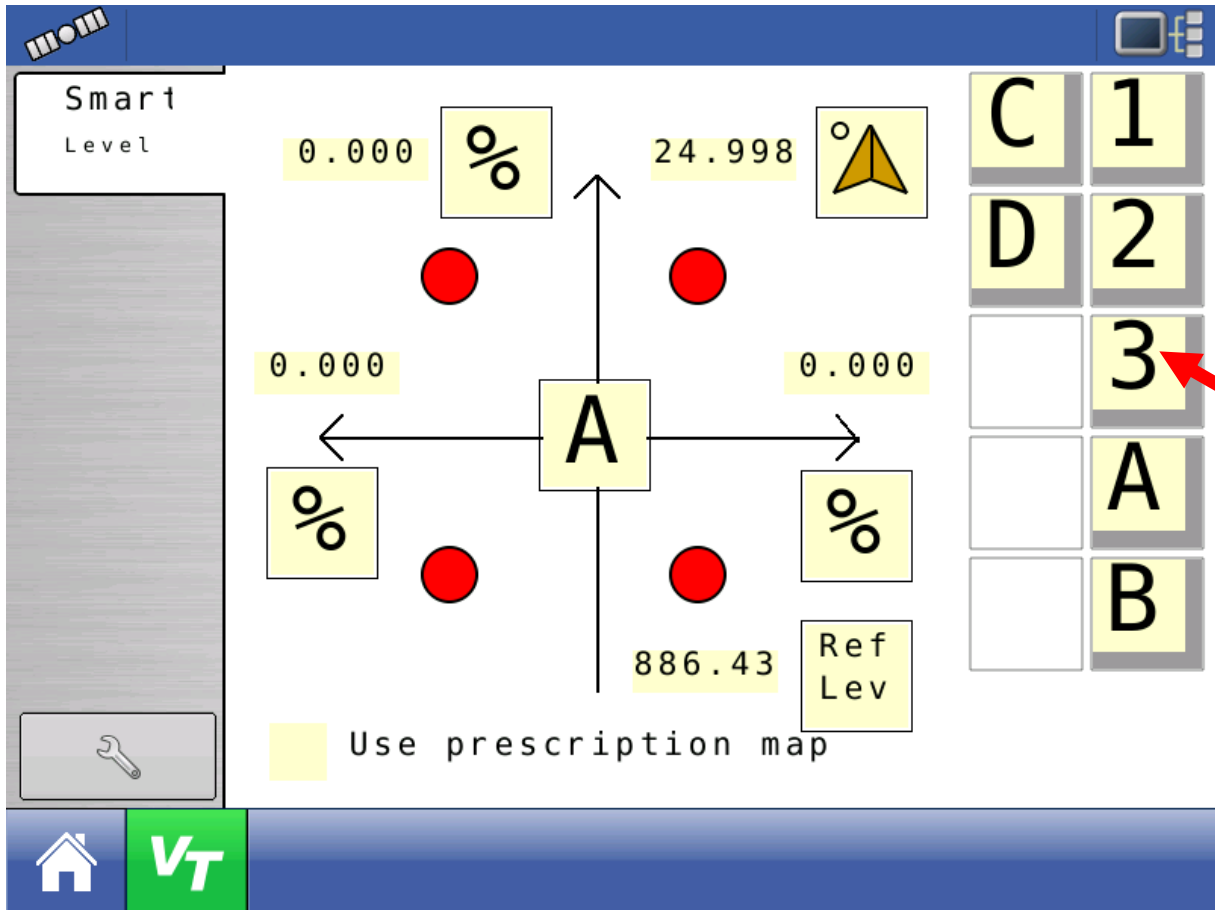 Smart
Level
0.000
%
24.998
C
1
D
2
0.000
0.000
3
A
%
%
A
B
886.43
Ref
Lev
Use prescription map
VT